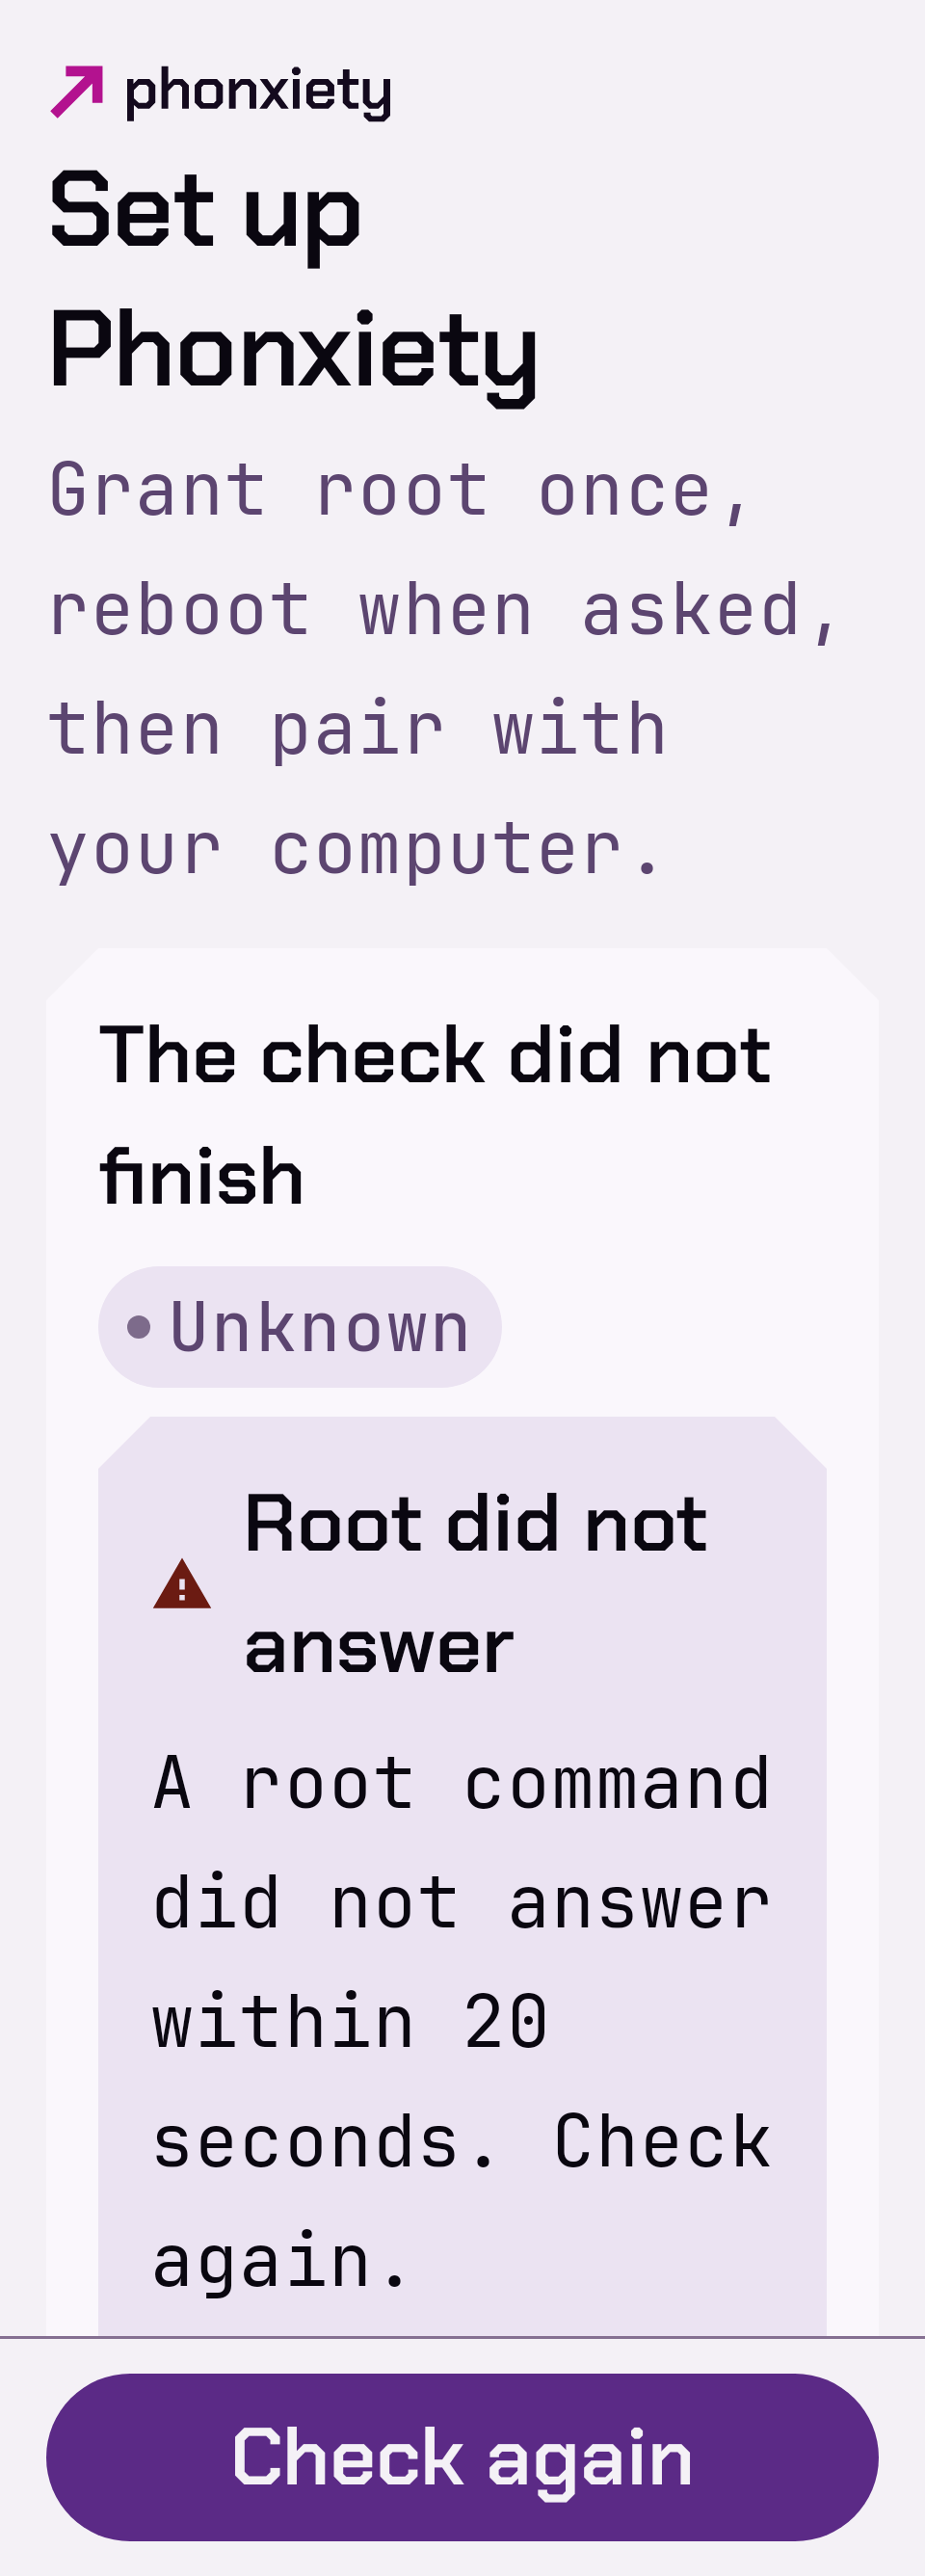 phonxiety
Set up
Phonxiety
Grant root once,
reboot when asked,
then pair with
your computer.
The check did not
finish
Unknown
Root did not
answer
A root command
did not answer
within 20
seconds. Check
again.
Check again